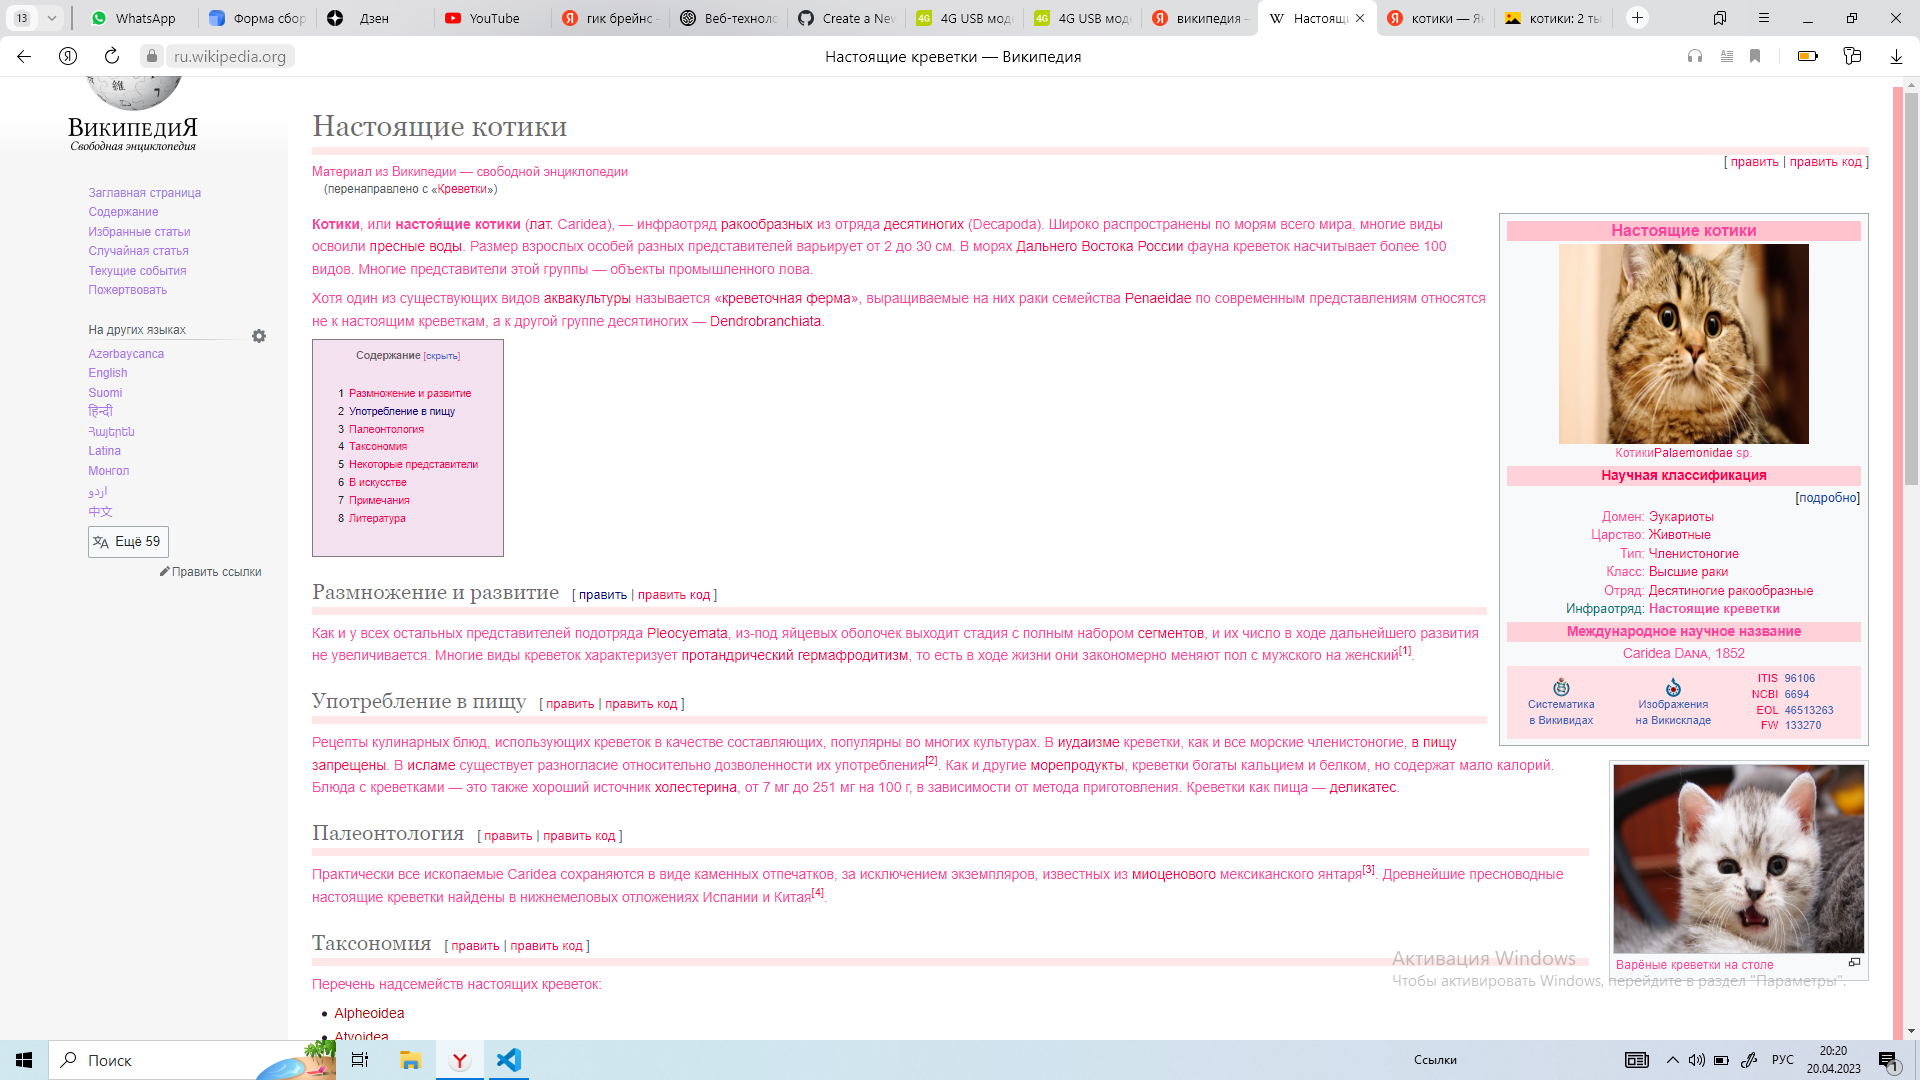 13
WhatsApp
Форма сбор
Дзен
YouTube
гик брейнс –
Веб-технол
Create a New
4G USB мод
4G USB мод
википедия –
Настоящ
котики — Ян
котики: 2 ты
ru.wikipedia.org
Настоящие креветки — Википедия
ВикипедиЯ
Свободная энциклопедия
Заглавная страница
Содержание
Избранные статьи
Случайная статья
Текущие события
Пожертвовать
На других языках
Azərbaycanca
English
Suomi
हिन्दी
Հայերեն
Latina
Монгол
اردو
中文
Ещё 59
Править ссылки
Настоящие котики
[ править | править код ]
Материал из Википедии — свободной энциклопедии
(перенаправлено с «Креветки»)
Котики, или настоя́щие котики (лат. Caridea), — инфраотряд ракообразных из отряда десятиногих (Decapoda). Широко распространены по морям всего мира, многие виды
освоили пресные воды. Размер взрослых особей разных представителей варьирует от 2 до 30 см. В морях Дальнего Востока России фауна креветок насчитывает более 100
видов. Многие представители этой группы — объекты промышленного лова.
Хотя один из существующих видов аквакультуры называется «креветочная ферма», выращиваемые на них раки семейства Penaeidae по современным представлениям относятся
не к настоящим креветкам, а к другой группе десятиногих — Dendrobranchiata.
Содержание [скрыть]
1 Размножение и развитие
2 Употребление в пищу
3 Палеонтология
4 Таксономия
5 Некоторые представители
6 В искусстве
7 Примечания
8 Литература
Размножение и развитие [ править | править код ]
Как и у всех остальных представителей подотряда Pleocyemata, из-под яйцевых оболочек выходит стадия с полным набором сегментов, и их число в ходе дальнейшего развития
не увеличивается. Многие виды креветок характеризует протандрический гермафродитизм, то есть в ходе жизни они закономерно меняют пол с мужского на женский[1].
Употребление в пищу [ править | править код ]
Рецепты кулинарных блюд, использующих креветок в качестве составляющих, популярны во многих культурах. В иудаизме креветки, как и все морские членистоногие, в пищу
запрещены. В исламе существует разногласие относительно дозволенности их употребления[2]. Как и другие морепродукты, креветки богаты кальцием и белком, но содержат мало калорий.
Блюда с креветками — это также хороший источник холестерина, от 7 мг до 251 мг на 100 г, в зависимости от метода приготовления. Креветки как пища — деликатес.
Палеонтология [ править | править код ]
Практически все ископаемые Caridea сохраняются в виде каменных отпечатков, за исключением экземпляров, известных из миоценового мексиканского янтаря[3]. Древнейшие пресноводные
настоящие креветки найдены в нижнемеловых отложениях Испании и Китая[4].
Таксономия [ править | править код ]
Перечень надсемейств настоящих креветок:
Alpheoidea
Atyoidea
Настоящие котики
КотикиPalaemonidae sp.
Научная классификация
[подробно]
Домен: Эукариоты
Царство: Животные
Тип: Членистоногие
Класс: Высшие раки
Отряд: Десятиногие ракообразные
Инфраотряд: Настоящие креветки
Международное научное название
Caridea Dana, 1852
Систематика
в Викивидах
Изображения
на Викискладе
ITIS 96106
NCBI 6694
EOL 46513263
FW 133270
Варёные креветки на столе
Активация Windows
Чтобы активировать Windows, перейдите в раздел "Параметры".
Поиск
Ссылки
РУС
20:20
20.04.2023
1